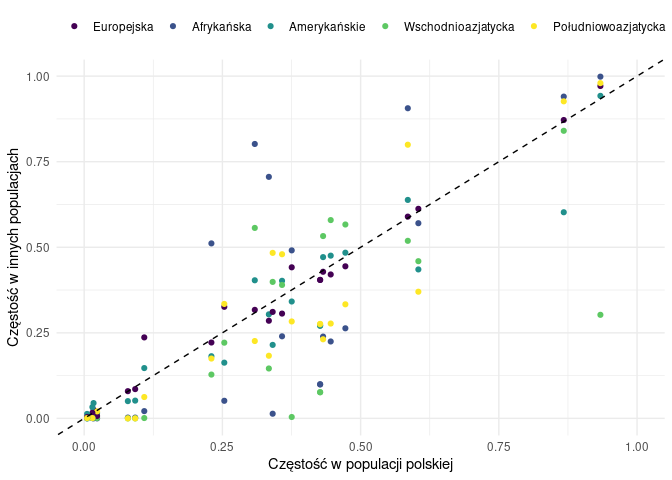 Europejska Afrykańska Amerykańskie Wschodnioazjatycka Południowoazjatycka
1.00
0.75
0.50
0.25
0.00
Częstość w innych populacjach
0.00 0.25 0.50 0.75 1.00
Częstość w populacji polskiej